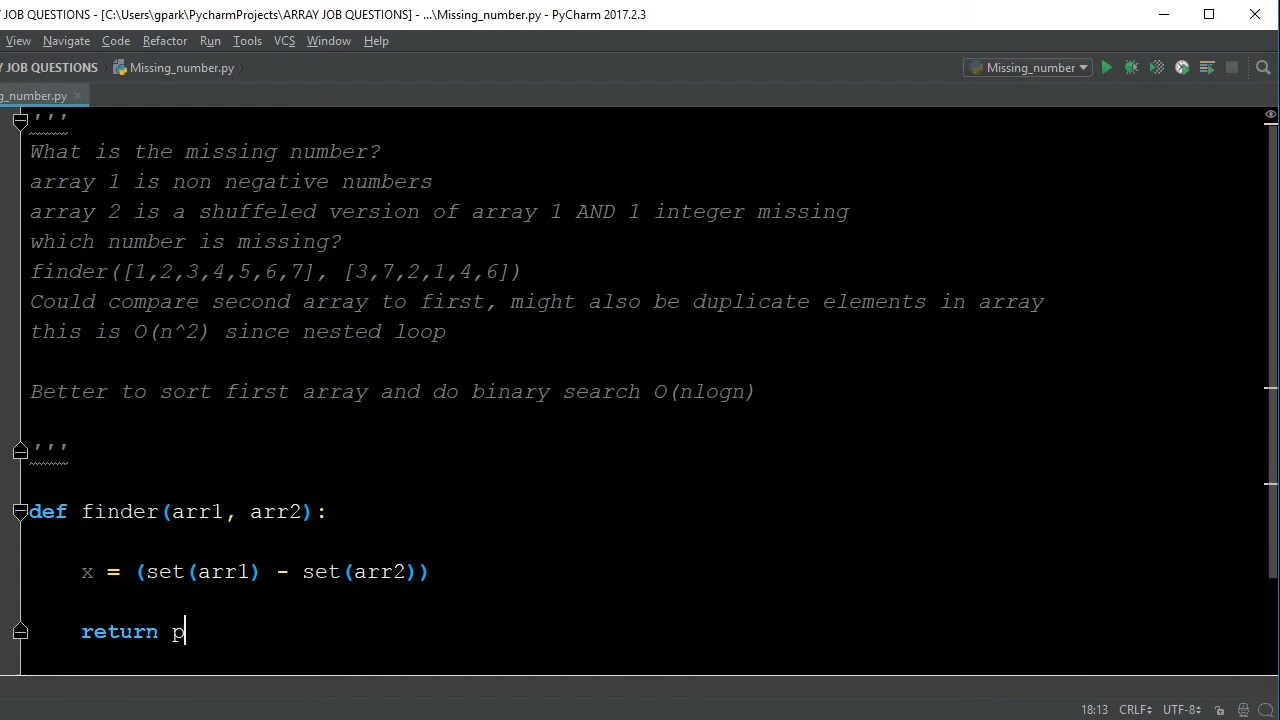 Y JOB QUESTIONS - [C:\Users\gpark\PycharmProjects\ARRAY JOB QUESTIONS] - ...\Missing_number.py - PyCharm 2017.2.3
View Navigate Code Refactor Run Tools VCS Window Help
Y JOB QUESTIONS Missing_number.py Missing_number
g_number.py
'''
What is the missing number?
array 1 is non negative numbers
array 2 is a shuffeled version of array 1 AND 1 integer missing
which number is missing?
finder([1,2,3,4,5,6,7], [3,7,2,1,4,6])
Could compare second array to first, might also be duplicate elements in array
this is O(n^2) since nested loop
Better to sort first array and do binary search O(nlogn)
'''
def finder(arr1, arr2):
x = (set(arr1) - set(arr2))
return p
18:13 CRLF UTF-8